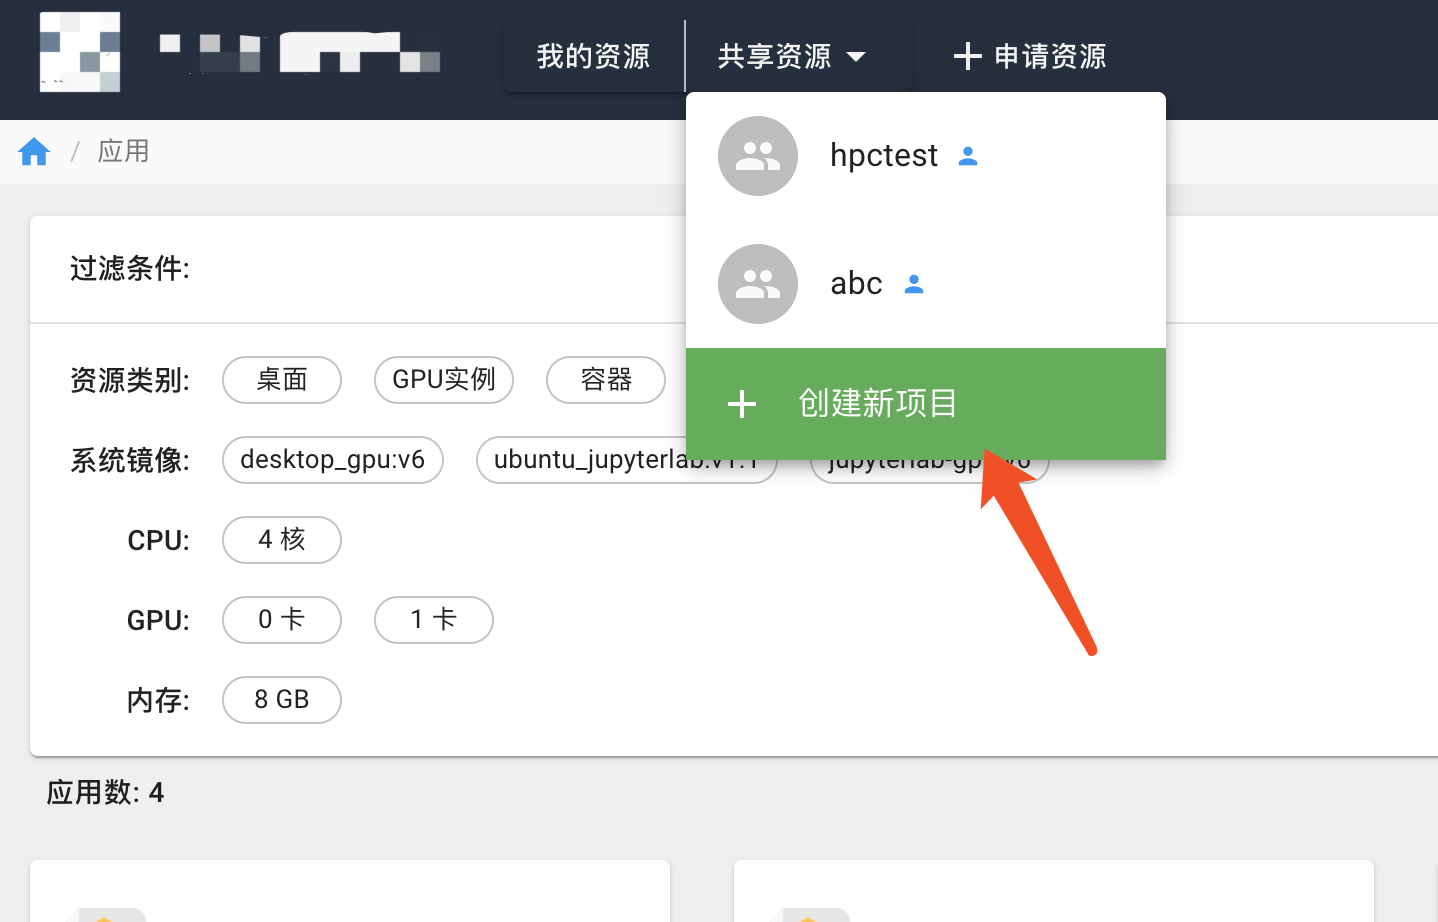 我的资源 共享资源 申请资源
/ 应用
hpctest
abc
创建新项目
过滤条件:
资源类别: 桌面 GPU实例 容器
系统镜像: desktop_gpu:v6 ubuntu_jupyterlab:v1.1 jupyterlab-gpu:v6
CPU: 4 核
GPU: 0 卡 1 卡
内存: 8 GB
应用数: 4